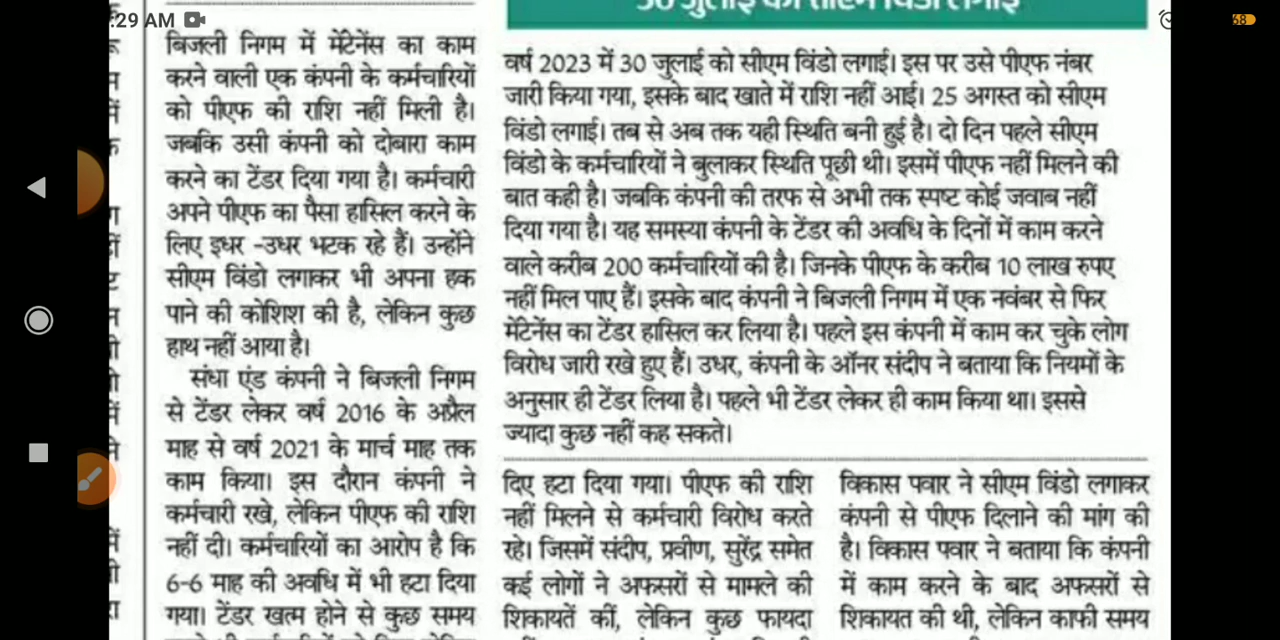 :29 AM
68
30 जुलाई को सीएम विंडो लगाई
बिजली निगम में मेंटेनेंस का काम
करने वाली एक कंपनी के कर्मचारियों
को पीएफ की राशि नहीं मिली है।
जबकि उसी कंपनी को दोबारा काम
करने का टेंडर दिया गया है। कर्मचारी
अपने पीएफ का पैसा हासिल करने के
लिए इधर -उधर भटक रहे हैं। उन्होंने
सीएम विंडो लगाकर भी अपना हक
पाने की कोशिश की है, लेकिन कुछ
हाथ नहीं आया है।
संधा एंड कंपनी ने बिजली निगम
से टेंडर लेकर वर्ष 2016 के अप्रैल
माह से वर्ष 2021 के मार्च माह तक
काम किया। इस दौरान कंपनी ने
कर्मचारी रखे, लेकिन पीएफ की राशि
नहीं दी। कर्मचारियों का आरोप है कि
6-6 माह की अवधि में भी हटा दिया
गया। टेंडर खत्म होने से कुछ समय
वर्ष 2023 में 30 जुलाई को सीएम विंडो लगाई। इस पर उसे पीएफ नंबर
जारी किया गया, इसके बाद खाते में राशि नहीं आई। 25 अगस्त को सीएम
विंडो लगाई। तब से अब तक यही स्थिति बनी हुई है। दो दिन पहले सीएम
विंडो के कर्मचारियों ने बुलाकर स्थिति पूछी थी। इसमें पीएफ नहीं मिलने की
बात कही है। जबकि कंपनी की तरफ से अभी तक स्पष्ट कोई जवाब नहीं
दिया गया है। यह समस्या कंपनी के टेंडर की अवधि के दिनों में काम करने
वाले करीब 200 कर्मचारियों की है। जिनके पीएफ के करीब 10 लाख रुपए
नहीं मिल पाए हैं। इसके बाद कंपनी ने बिजली निगम में एक नवंबर से फिर
मेंटेनेंस का टेंडर हासिल कर लिया है। पहले इस कंपनी में काम कर चुके लोग
विरोध जारी रखे हुए हैं। उधर, कंपनी के ऑनर संदीप ने बताया कि नियमों के
अनुसार ही टेंडर लिया है। पहले भी टेंडर लेकर ही काम किया था। इससे
ज्यादा कुछ नहीं कह सकते।
दिए हटा दिया गया। पीएफ की राशि
नहीं मिलने से कर्मचारी विरोध करते
रहे। जिसमें संदीप, प्रवीण, सुरेंद्र समेत
कई लोगों ने अफसरों से मामले की
शिकायतें कीं, लेकिन कुछ फायदा
विकास पवार ने सीएम विंडो लगाकर
कंपनी से पीएफ दिलाने की मांग की
है। विकास पवार ने बताया कि कंपनी
में काम करने के बाद अफसरों से
शिकायत की थी, लेकिन काफी समय